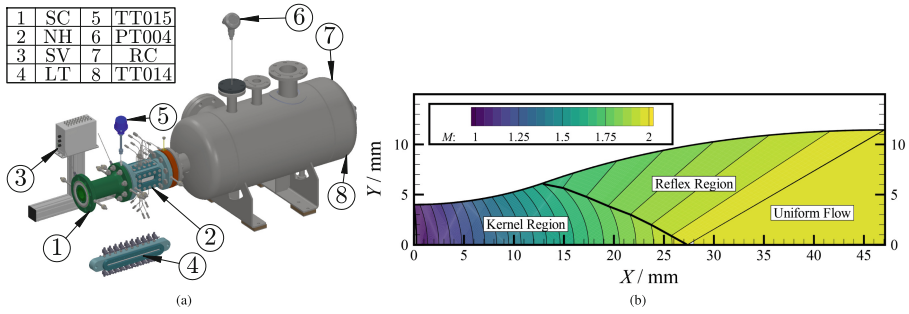 1 SC 5 TT015
2 NH 6 PT004
3 SV 7 RC
4 LT 8 TT014
6
7
5
3
8
1
2
4
(a)
M: 1 1.25 1.5 1.75 2
Y / mm
10
5
0
10
5
0
Reflex Region
Kernel Region
Uniform Flow
0 5 10 15 20 25 30 35 40 45
X / mm
(b)